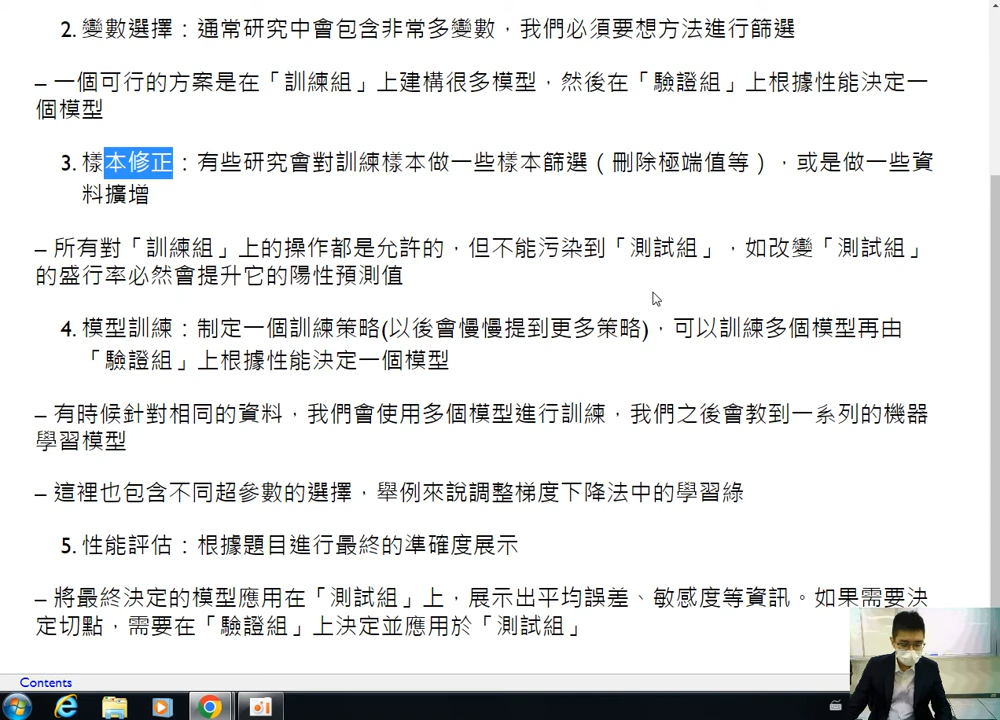 2. 變數選擇：通常研究中會包含非常多變數，我們必須要想方法進行篩選
– 一個可行的方案是在「訓練組」上建構很多模型，然後在「驗證組」上根據性能決定一
個模型
3. 樣本修正：有些研究會對訓練樣本做一些樣本篩選（刪除極端值等），或是做一些資
料擴增
– 所有對「訓練組」上的操作都是允許的，但不能污染到「測試組」，如改變「測試組」
的盛行率必然會提升它的陽性預測值
4. 模型訓練：制定一個訓練策略(以後會慢慢提到更多策略)，可以訓練多個模型再由
「驗證組」上根據性能決定一個模型
– 有時候針對相同的資料，我們會使用多個模型進行訓練，我們之後會教到一系列的機器
學習模型
– 這裡也包含不同超參數的選擇，舉例來說調整梯度下降法中的學習綠
5. 性能評估：根據題目進行最終的準確度展示
– 將最終決定的模型應用在「測試組」上，展示出平均誤差、敏感度等資訊。如果需要決
定切點，需要在「驗證組」上決定並應用於「測試組」
Contents